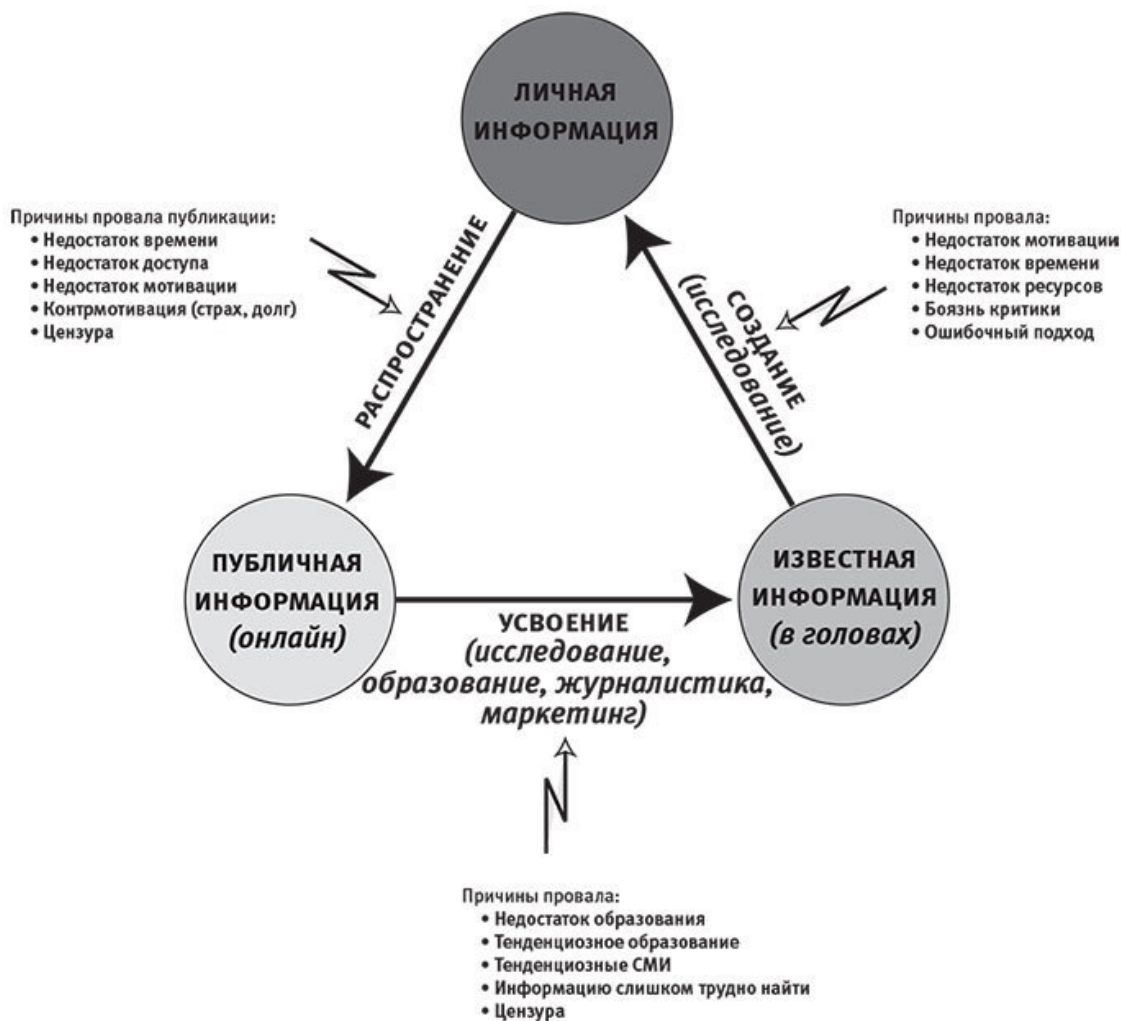 ЛИЧНАЯ
ИНФОРМАЦИЯ
Причины провала публикации:
• Недостаток времени
• Недостаток доступа
• Недостаток мотивации
• Контрмотивация (страх, долг)
• Цензура
РАСПРОСТРАНЕНИЕ
СОЗДАНИЕ
(исследование)
Причины провала:
• Недостаток мотивации
• Недостаток времени
• Недостаток ресурсов
• Боязнь критики
• Ошибочный подход
ПУБЛИЧНАЯ
ИНФОРМАЦИЯ
(онлайн)
УСВОЕНИЕ
(исследование,
образование, журналистика,
маркетинг)
ИЗВЕСТНАЯ
ИНФОРМАЦИЯ
(в головах)
Причины провала:
• Недостаток образования
• Тенденциозное образование
• Тенденциозные СМИ
• Информацию слишком трудно найти
• Цензура